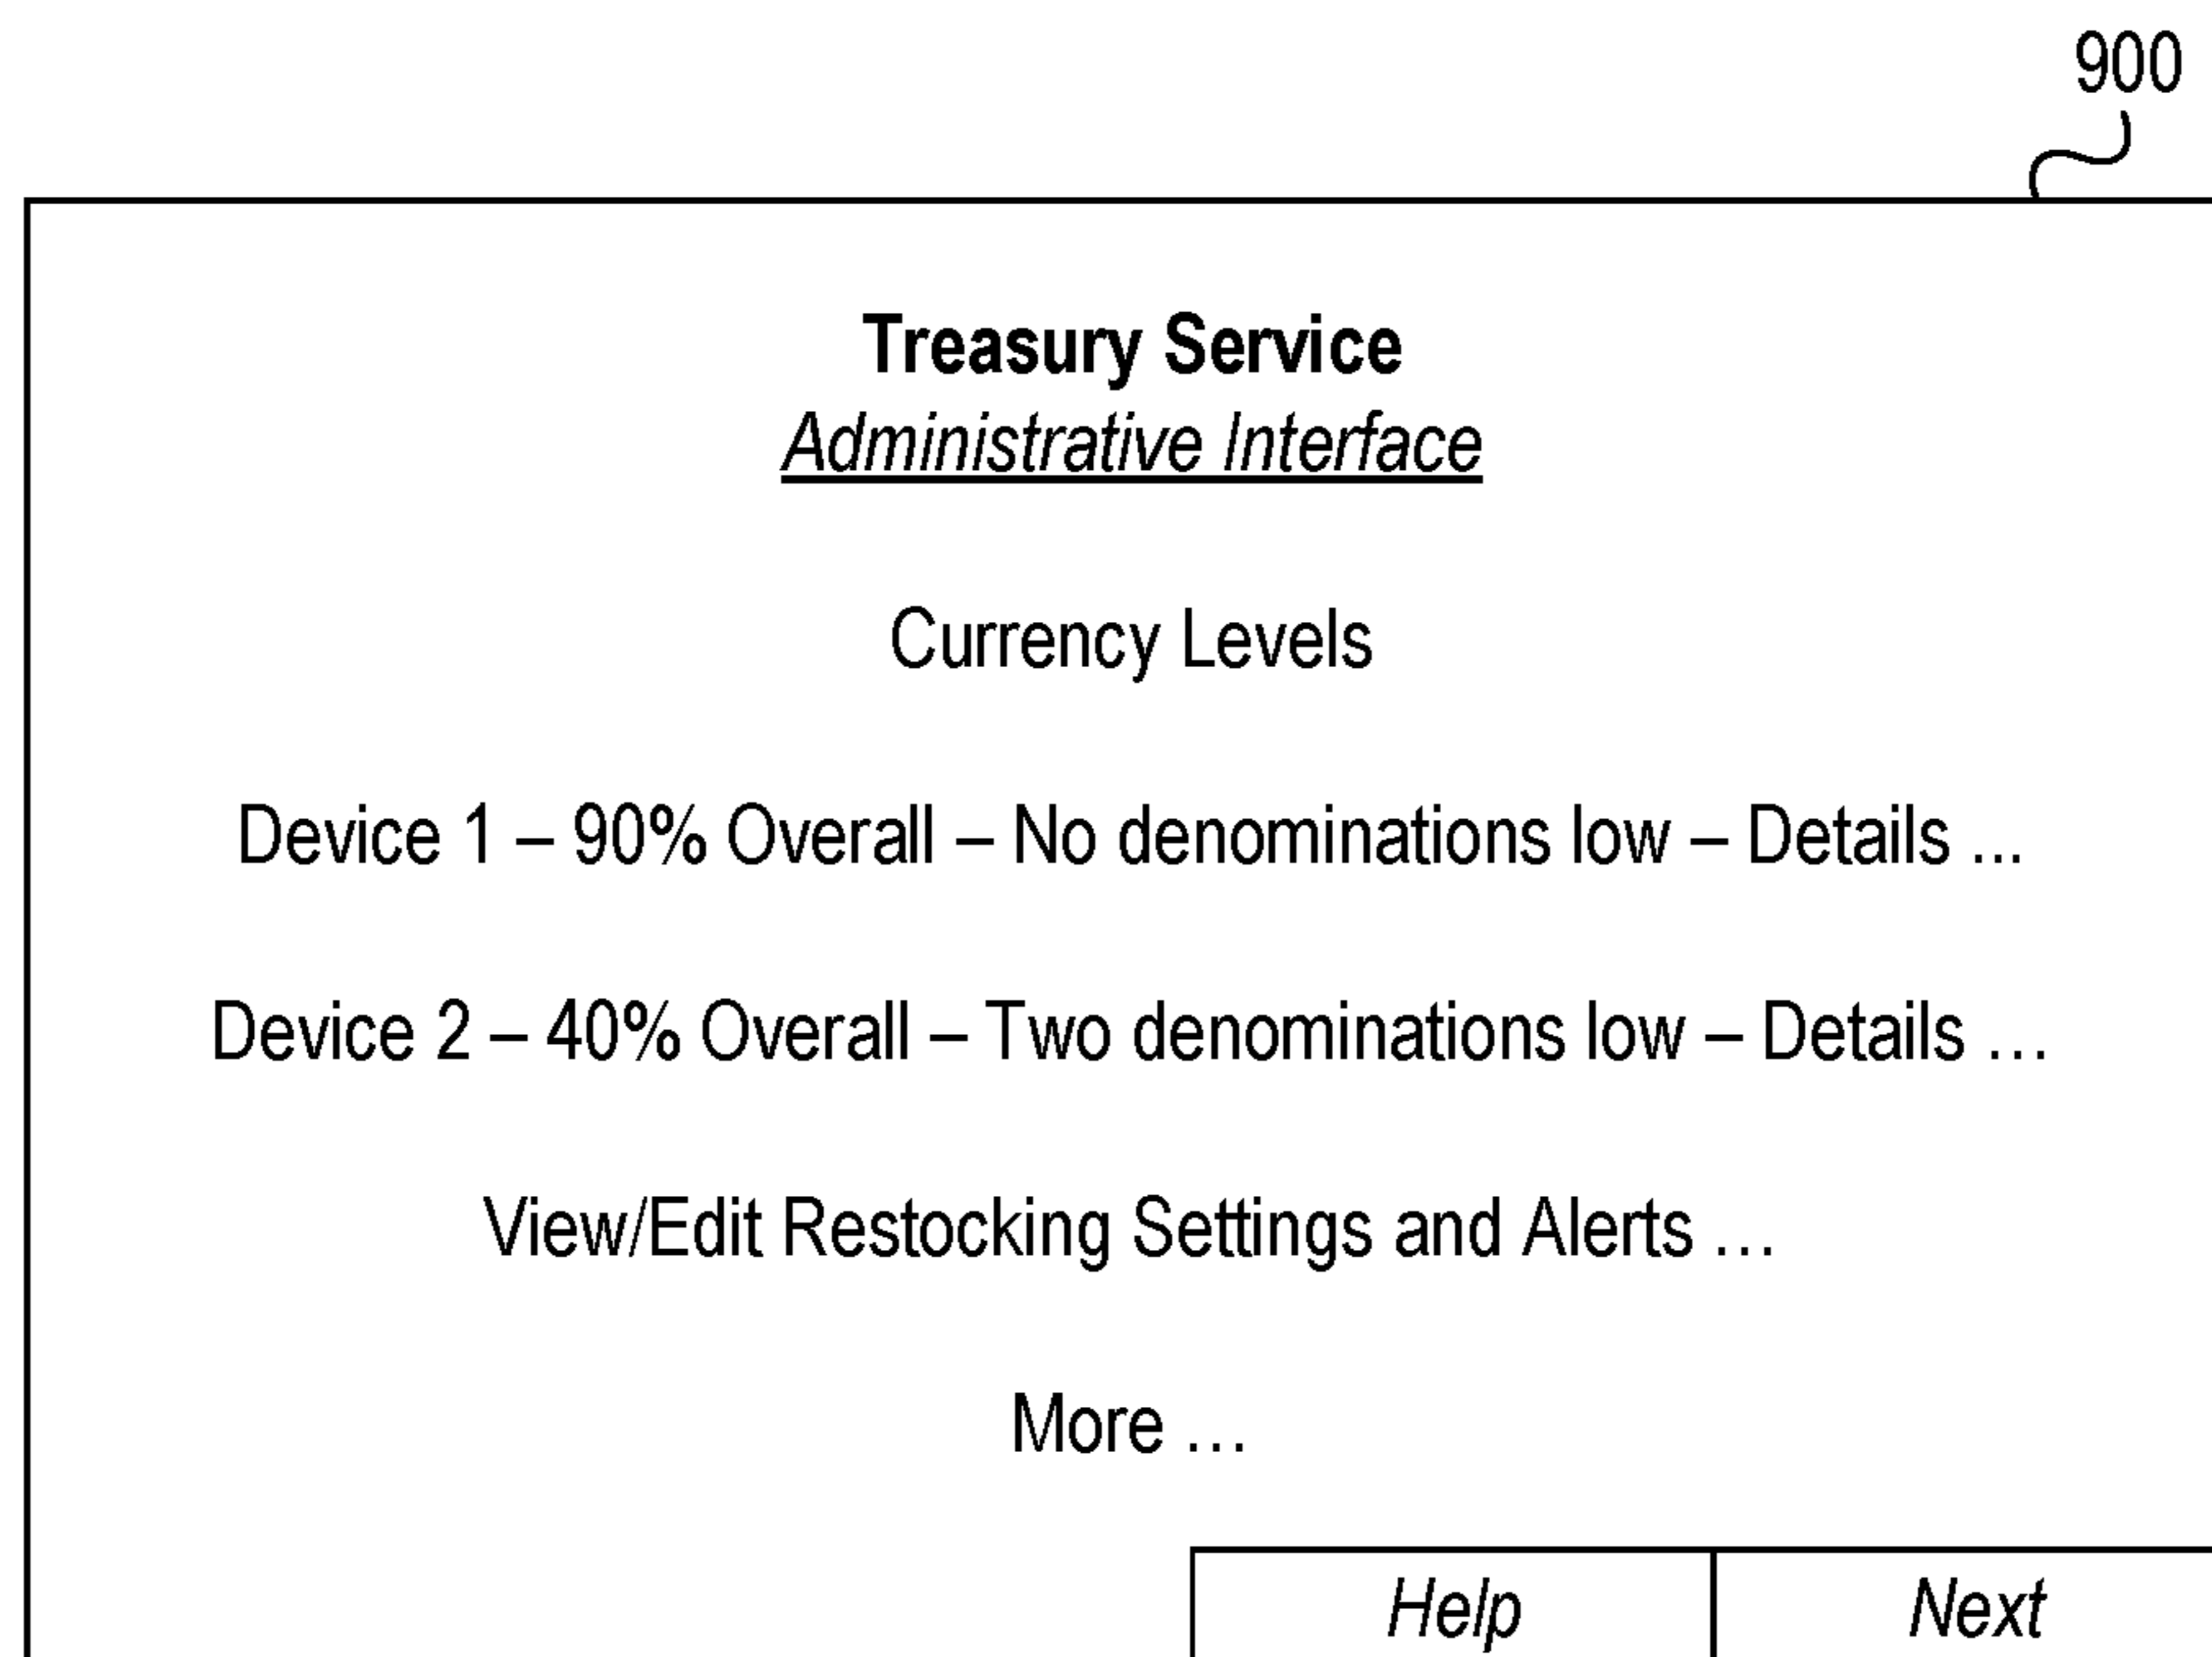 900
Treasury Service
Administrative Interface
Currency Levels
Device 1 – 90% Overall – No denominations low – Details ...
Device 2 – 40% Overall – Two denominations low – Details …
View/Edit Restocking Settings and Alerts …
More …
Help Next